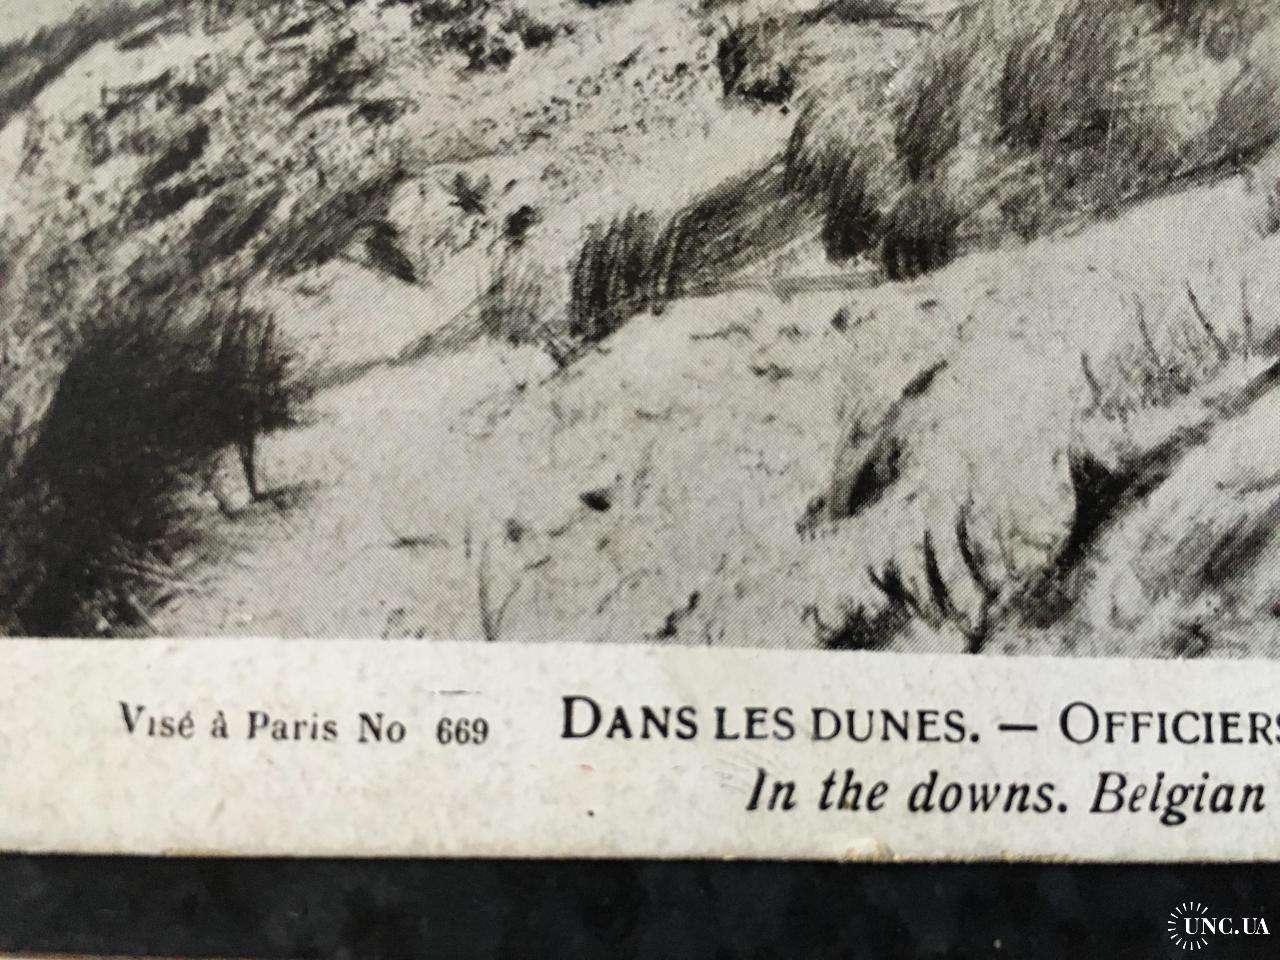 Visé à Paris No 669 DANS LES DUNES. — OFFICIERS
In the downs. Belgian
UNC.UA